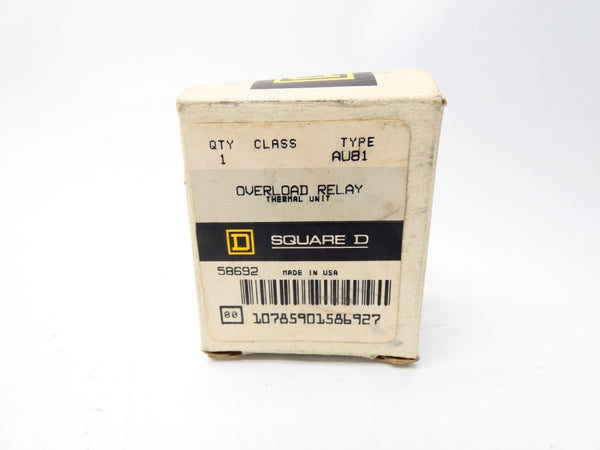 QTY CLASS TYPE
1 AU81
OVERLOAD RELAY
THERMAL UNIT
D SQUARE D
58692 MADE IN USA
80 10785901586927